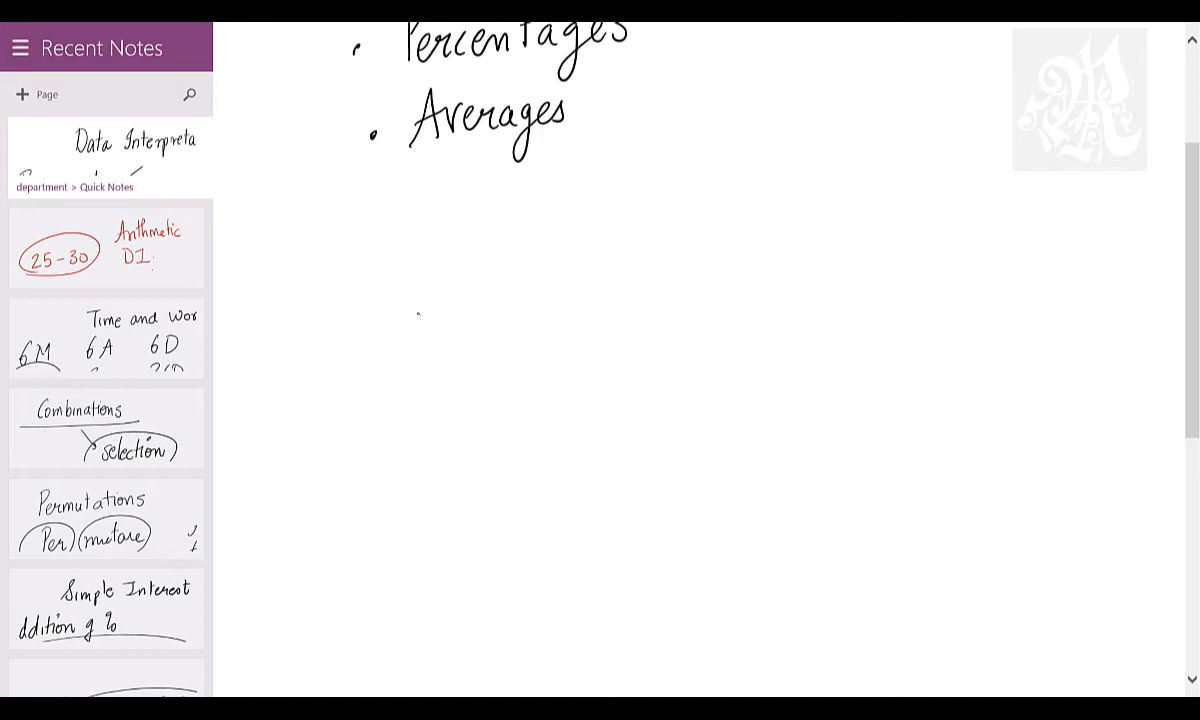 Recent Notes
Page
Data Interpreta
department > Quick Notes
Arithmetic
25-30 DI.
Time and Wor
6M 6A 6D
Combinations
selection
Permutations
(Per) (mutare)
Simple Interest
ddition of %
• Percentages
• Averages